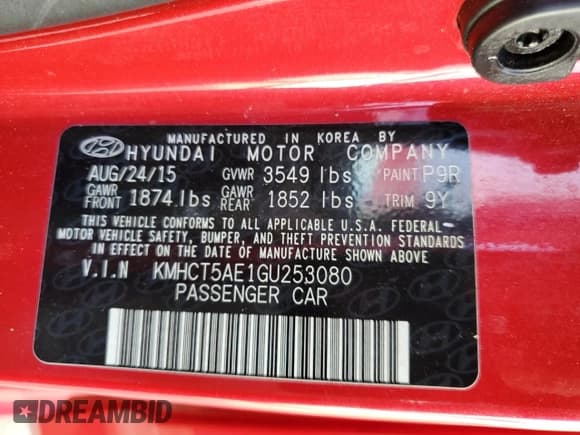 MANUFACTURED IN KOREA BY
HYUNDAI MOTOR COMPANY
AUG/24/15 GVWR 3549 lbs PAINT P9R
GAWR FRONT 1874 lbs GAWR REAR 1852 lbs TRIM 9Y
THIS VEHICLE CONFORMS TO ALL APPLICABLE U.S.A. FEDERAL-
MOTOR VEHICLE SAFETY, BUMPER, AND THEFT PREVENTION STANDARDS
IN EFFECT ON THE DATE OF MANUFACTURE SHOWN ABOVE
V.I.N KMHCT5AE1GU253080
PASSENGER CAR
DREAMBID